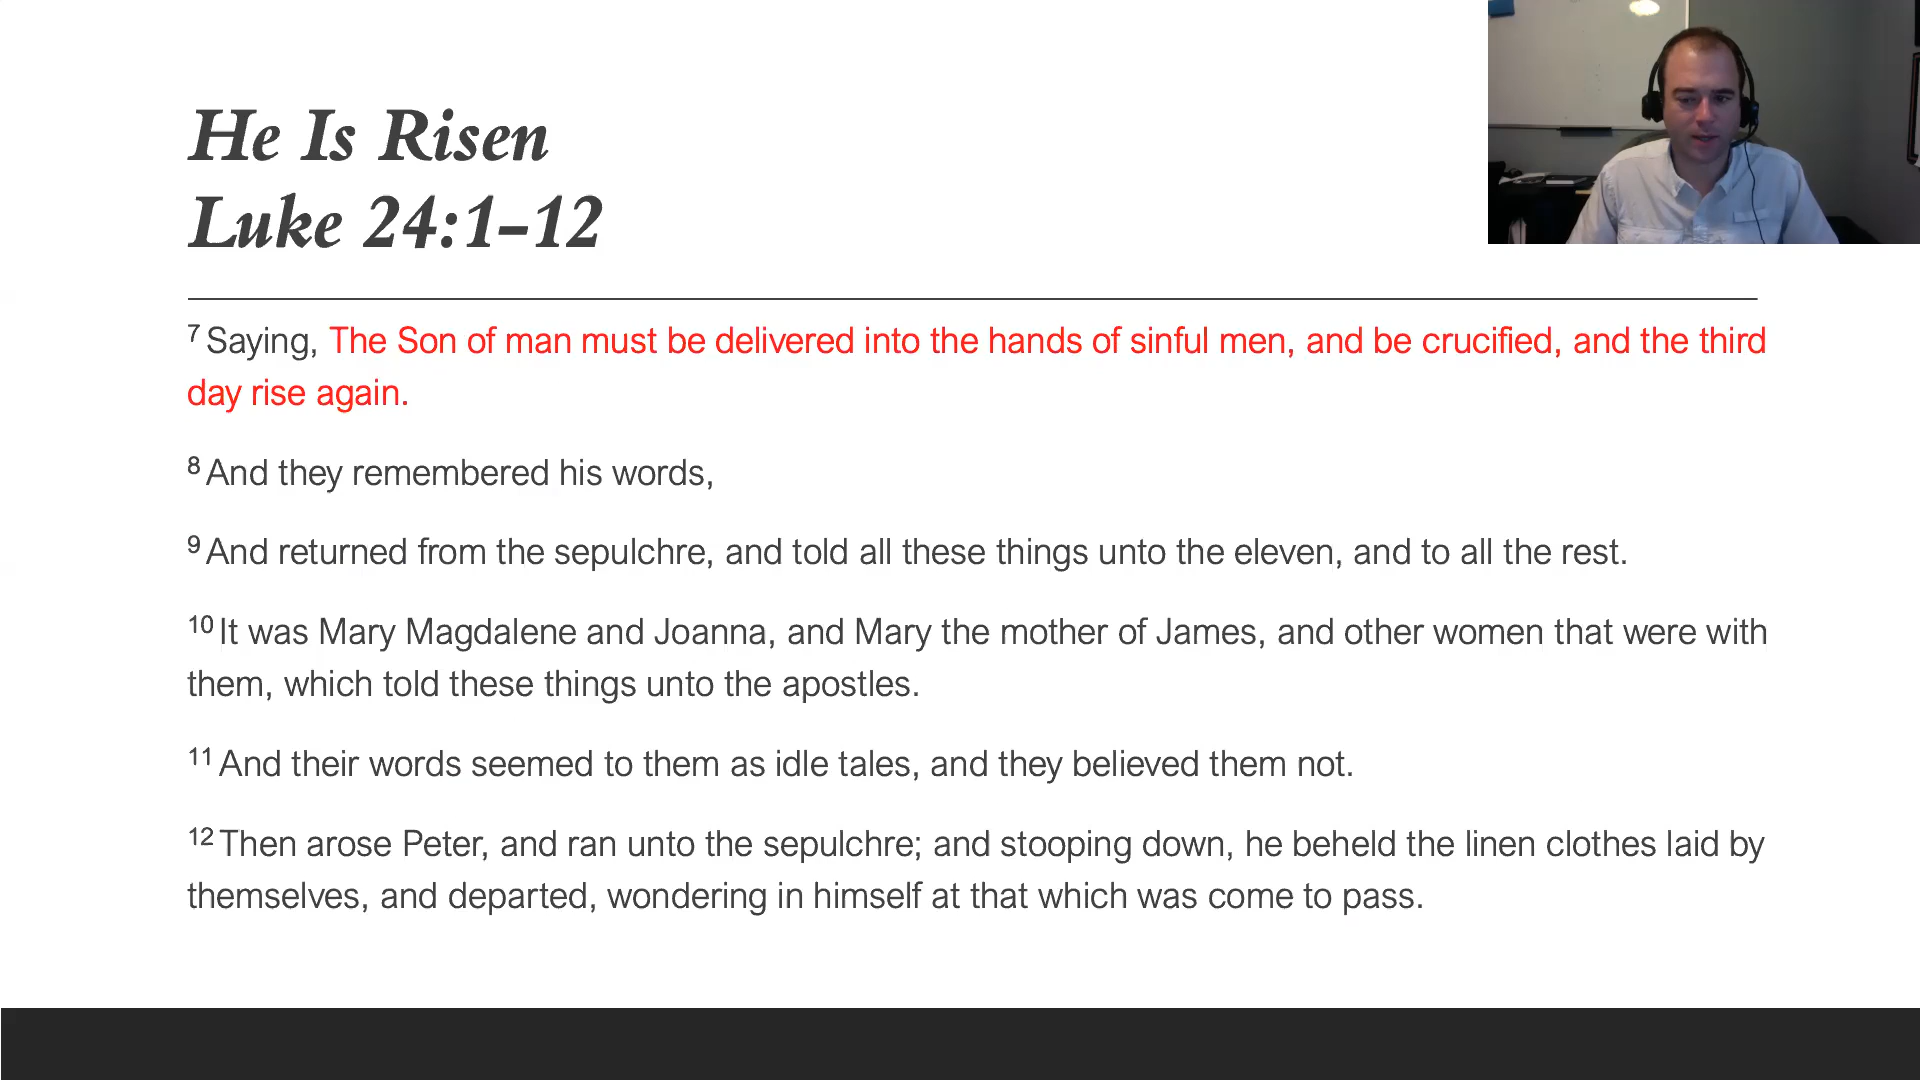 He Is Risen
Luke 24:1–12
7 Saying, The Son of man must be delivered into the hands of sinful men, and be crucified, and the third
day rise again.
8 And they remembered his words,
9 And returned from the sepulchre, and told all these things unto the eleven, and to all the rest.
10 It was Mary Magdalene and Joanna, and Mary the mother of James, and other women that were with
them, which told these things unto the apostles.
11 And their words seemed to them as idle tales, and they believed them not.
12 Then arose Peter, and ran unto the sepulchre; and stooping down, he beheld the linen clothes laid by
themselves, and departed, wondering in himself at that which was come to pass.